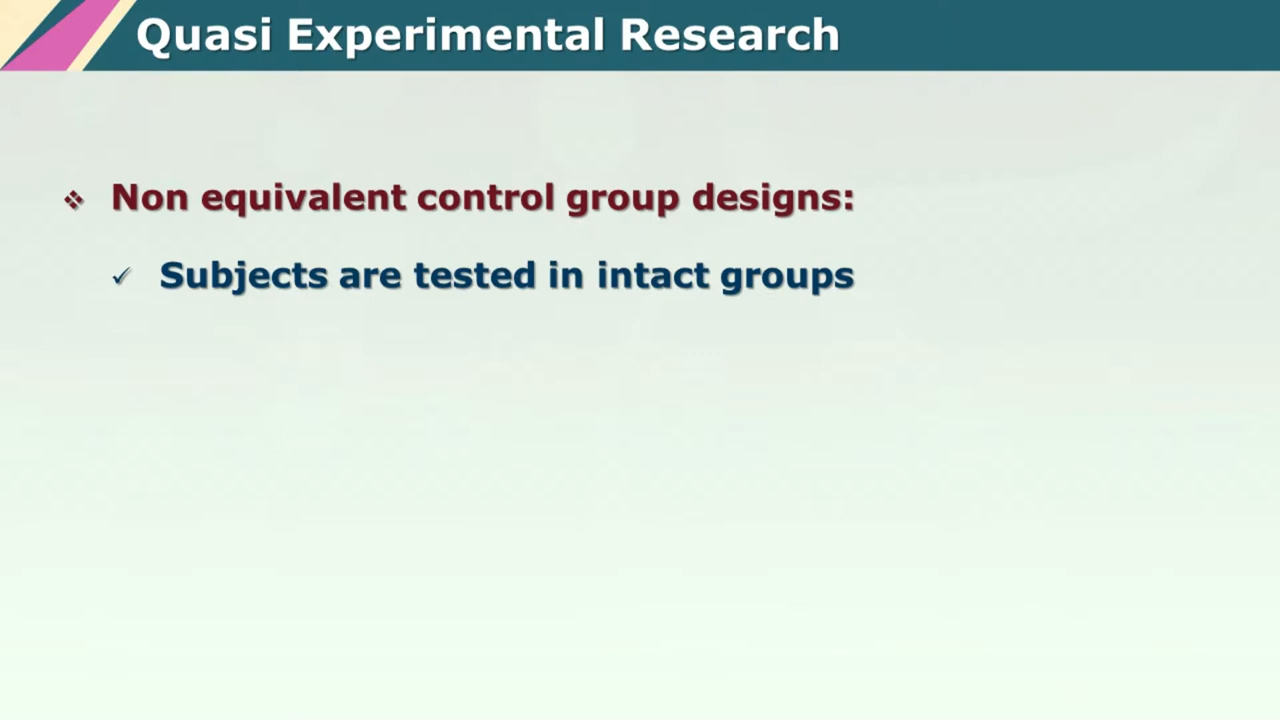 Quasi Experimental Research
Non equivalent control group designs:
Subjects are tested in intact groups